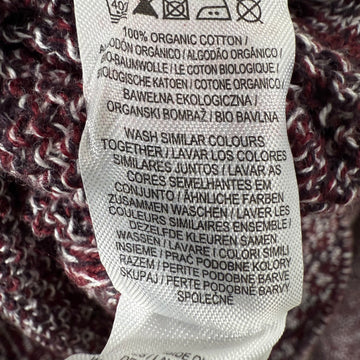 40
100% ORGANIC COTTON /
ALGODÓN ORGÁNICO / ALGODÃO ORGÂNICO /
BIO-BAUMWOLLE / LE COTON BIOLOGIQUE /
BIOLOGISCHE KATOEN / COTONE ORGANICO /
BAWEŁNA EKOLOGICZNA /
ORGANSKI BOMBAŽ / BIO BAVLNA
WASH SIMILAR COLOURS
TOGETHER / LAVAR LOS COLORES
SIMILARES JUNTOS / LAVAR AS
CORES SEMELHANTES EM
CONJUNTO / ÄHNLICHE FARBEN
ZUSAMMEN WASCHEN / LAVER LES
COULEURS SIMILAIRES ENSEMBLE /
DEZELFDE KLEUREN SAMEN
WASSEN / LAVARE I COLORI SIMILI
INSIEME / PRAĆ PODOBNE KOLORY
RAZEM / PERITE PODOBNE BARVE
SKUPAJ / PERTE PODOBNÉ BARVY
SPOLEČNĚ